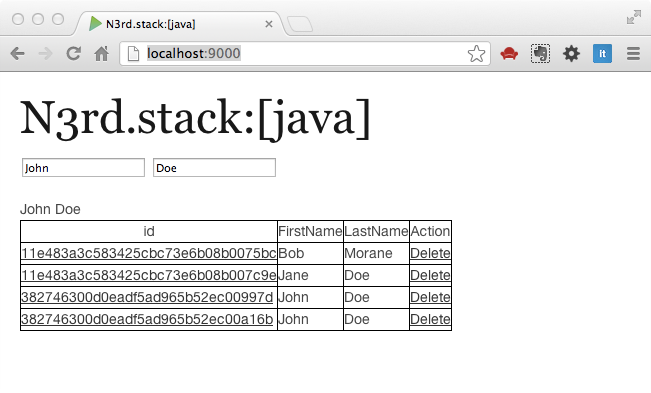 N3rd.stack:[java]
localhost:9000
N3rd.stack:[java]
John Doe
John Doe
id FirstName LastName Action
11e483a3c583425cbc73e6b08b0075bc Bob Morane Delete
11e483a3c583425cbc73e6b08b007c9e Jane Doe Delete
382746300d0eadf5ad965b52ec00997d John Doe Delete
382746300d0eadf5ad965b52ec00a16b John Doe Delete